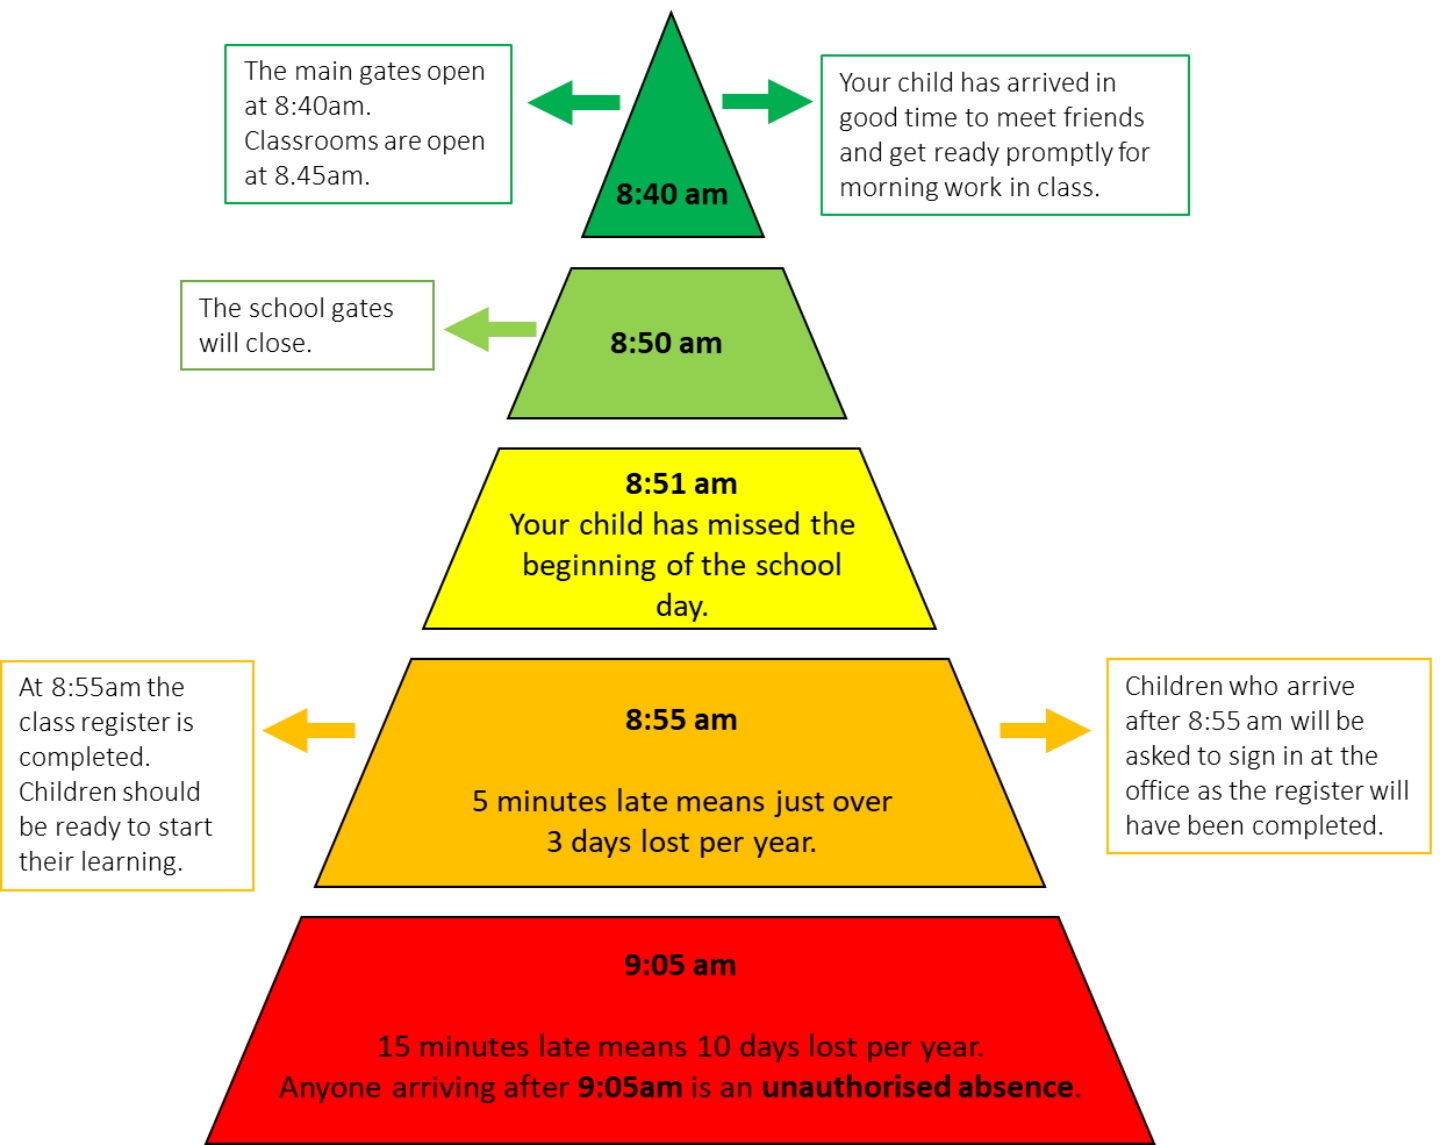 The main gates open
at 8:40am.
Classrooms are open
at 8.45am.
8:40 am
Your child has arrived in
good time to meet friends
and get ready promptly for
morning work in class.
The school gates
will close.
8:50 am
8:51 am
Your child has missed the
beginning of the school
day.
At 8:55am the
class register is
completed.
Children should
be ready to start
their learning.
8:55 am
5 minutes late means just over
3 days lost per year.
Children who arrive
after 8:55 am will be
asked to sign in at the
office as the register will
have been completed.
9:05 am
15 minutes late means 10 days lost per year.
Anyone arriving after 9:05am is an unauthorised absence.